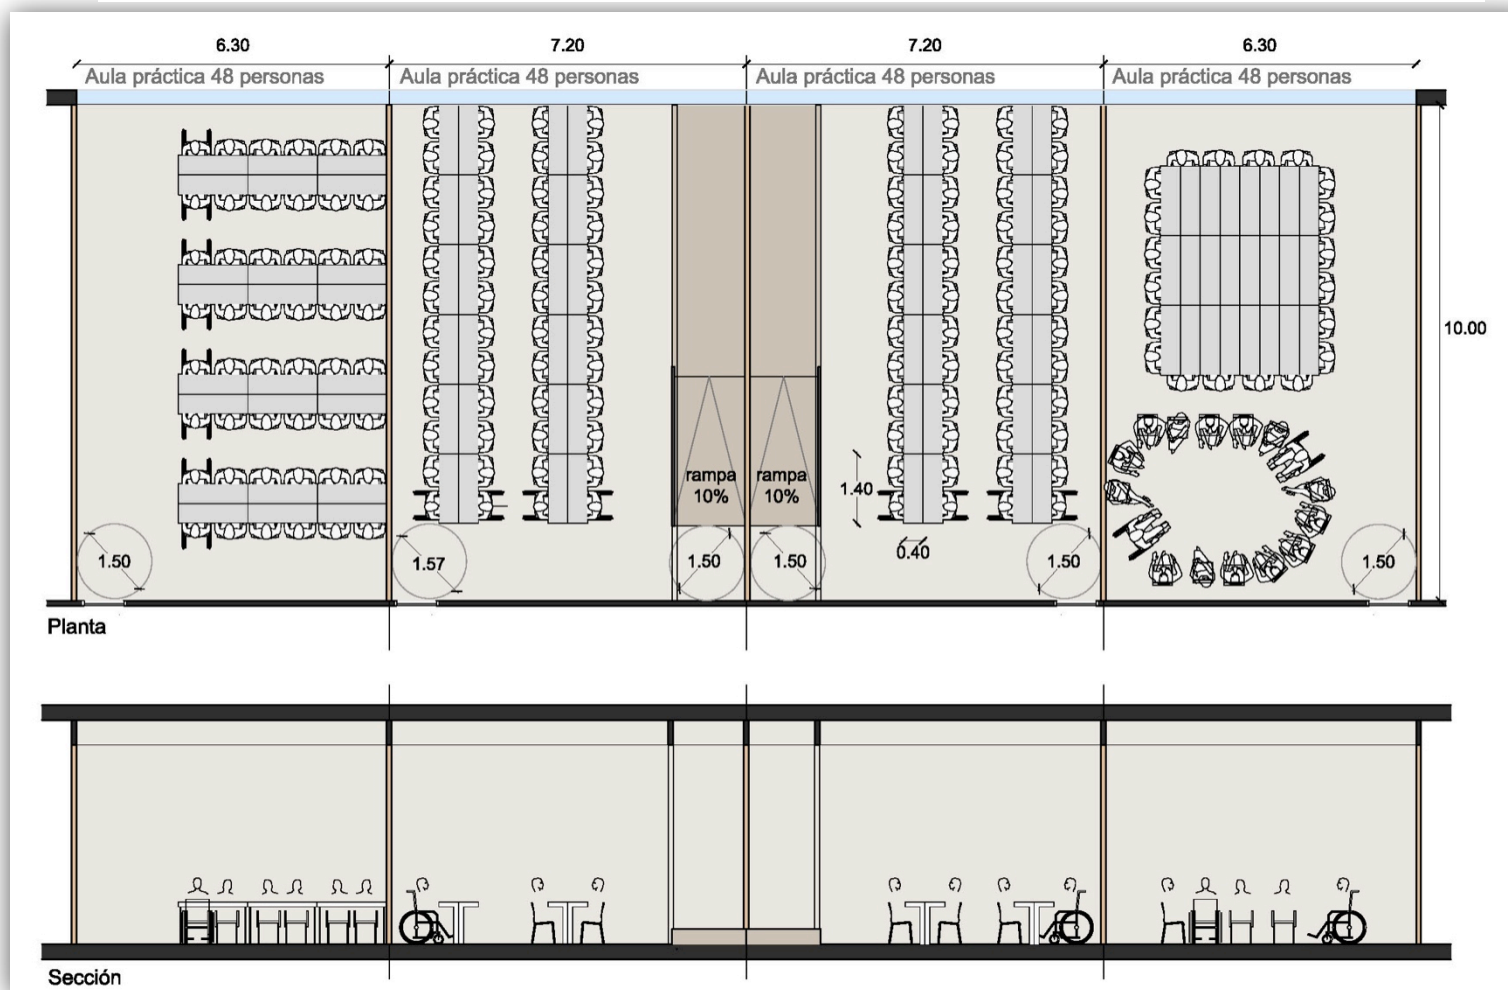 6.30
7.20
7.20
6.30
Aula práctica 48 personas
Aula práctica 48 personas
Aula práctica 48 personas
Aula práctica 48 personas
10.00
rampa
10%
rampa
10%
1.40
0.40
1.50
1.57
1.50
1.50
1.50
1.50
Planta
Sección